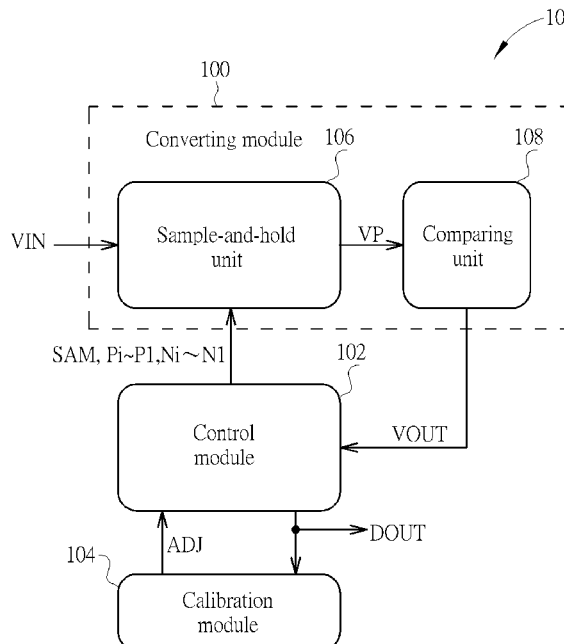 10
100
Converting module
106
108
VIN
Sample-and-hold
unit
VP
Comparing
unit
SAM, Pi~P1,Ni～N1
102
Control
module
VOUT
DOUT
104
ADJ
Calibration
module